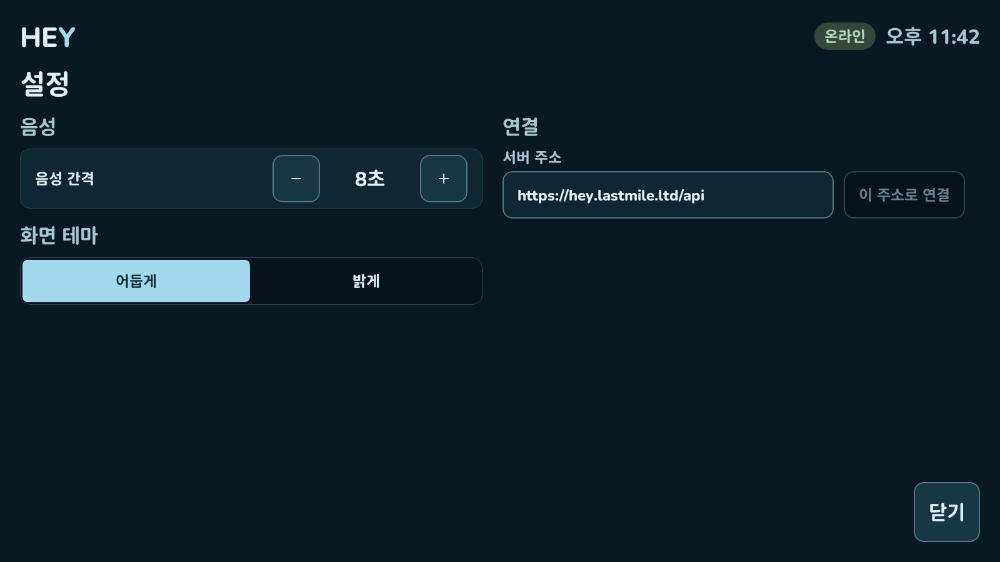 HEY
온라인 오후 11:42
설정
음성
음성 간격 − 8초 +
화면 테마
어둡게 밝게
연결
서버 주소
https://hey.lastmile.ltd/api 이 주소로 연결
닫기